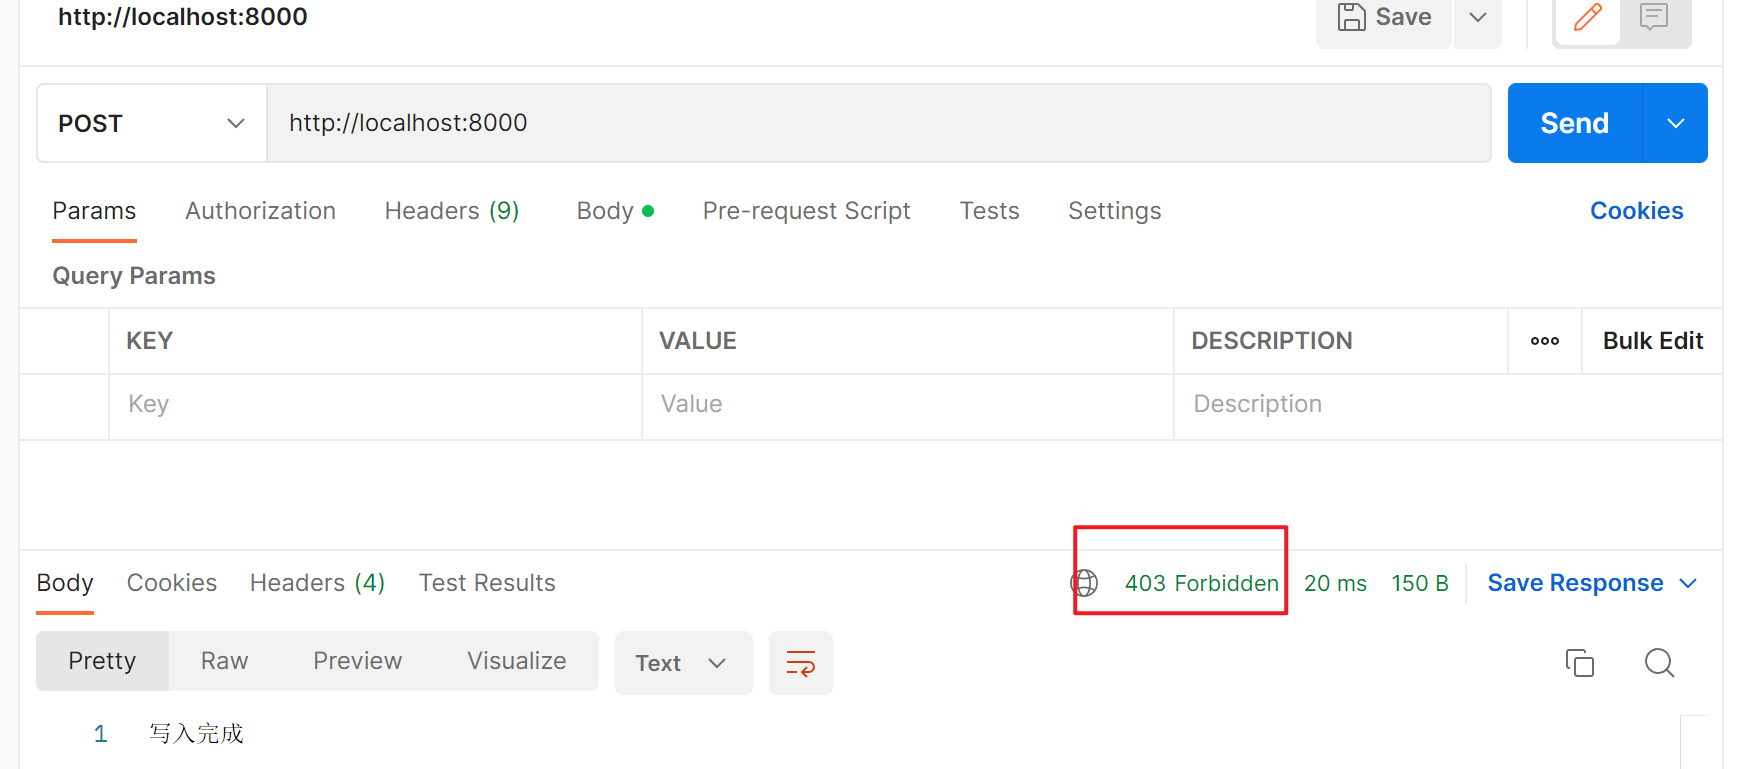 http://localhost:8000 Save
POST http://localhost:8000 Send
Params Authorization Headers (9) Body Pre-request Script Tests Settings Cookies
Query Params
KEY VALUE DESCRIPTION ooo Bulk Edit
Key Value Description
Body Cookies Headers (4) Test Results 403 Forbidden 20 ms 150 B Save Response
Pretty Raw Preview Visualize Text
1 写入完成